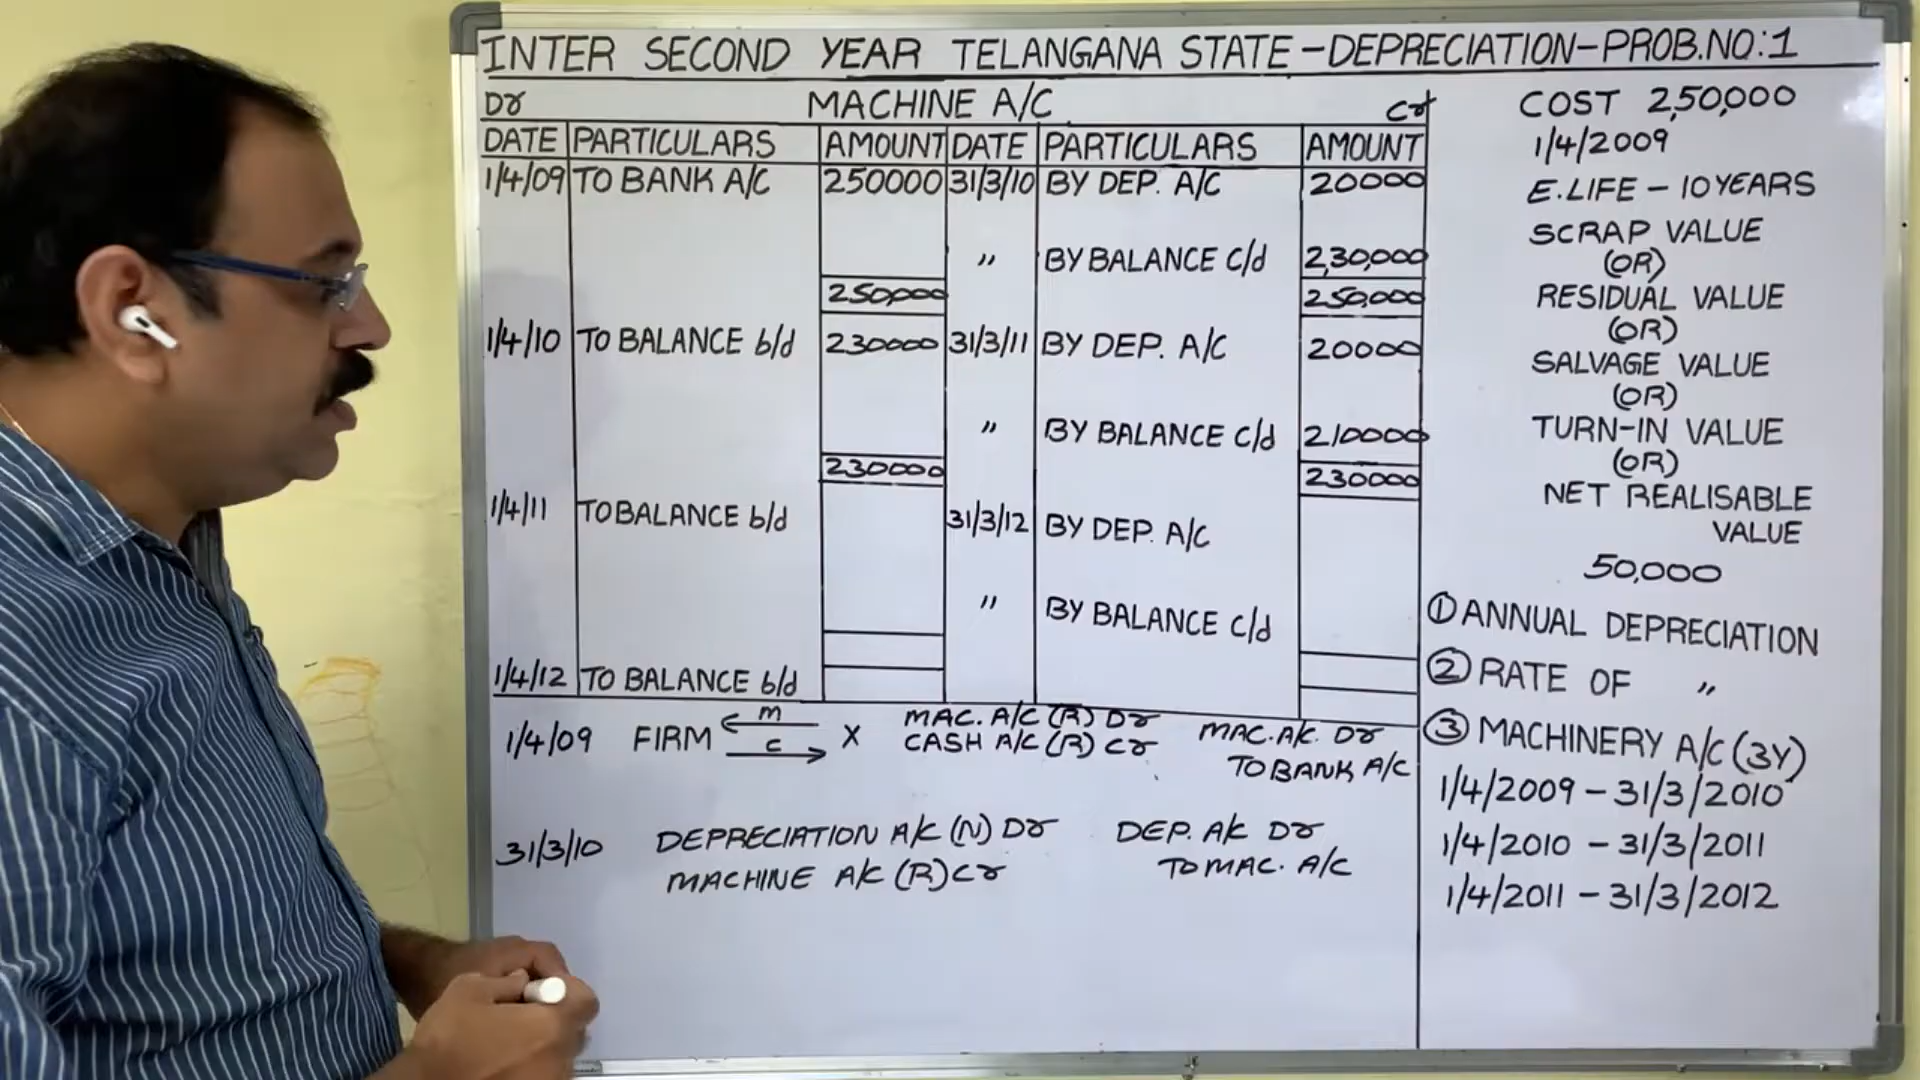 INTER SECOND YEAR TELANGANA STATE-DEPRECIATION-PROB.NO:1
Dr MACHINE A/C Cr
DATE PARTICULARS AMOUNT DATE PARTICULARS AMOUNT
1/4/09 TO BANK A/C 250000 31/3/10 BY DEP. A/C 20000
" BY BALANCE c/d 2,30,000
250,000 250,000
1/4/10 TO BALANCE b/d 230000 31/3/11 BY DEP. A/C 20000
" BY BALANCE c/d 210000
230000 230000
1/4/11 TO BALANCE b/d 31/3/12 BY DEP. A/C
" BY BALANCE c/d
1/4/12 TO BALANCE b/d
1/4/09 FIRM m c X MAC. A/C (R) Dr MAC. A/C. Dr
CASH A/C (R) Cr TO BANK A/C
31/3/10 DEPRECIATION A/C (N) Dr DEP. A/C Dr
MACHINE A/C (R) Cr TO MAC. A/C
COST 2,50,000
1/4/2009
E.LIFE - 10 YEARS
SCRAP VALUE
(OR)
RESIDUAL VALUE
(OR)
SALVAGE VALUE
(OR)
TURN-IN VALUE
(OR)
NET REALISABLE
VALUE
50,000
① ANNUAL DEPRECIATION
② RATE OF "
③ MACHINERY A/C (3Y)
1/4/2009 - 31/3/2010
1/4/2010 - 31/3/2011
1/4/2011 - 31/3/2012